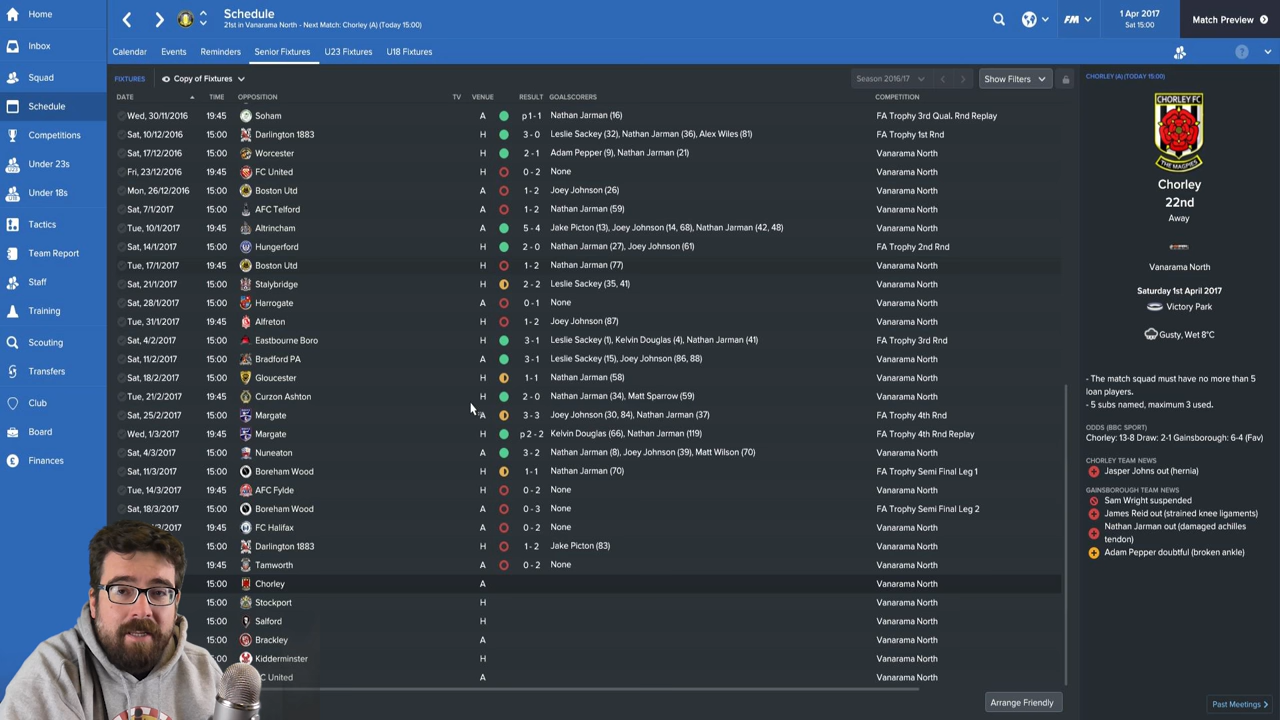 Home
Inbox
Squad
Schedule
Competitions
Under 23s
Under 18s
Tactics
Team Report
Staff
Training
Scouting
Transfers
Club
Board
Finances
Schedule
21st in Vanarama North - Next Match: Chorley (A) (Today 15:00)
FM
1 Apr 2017
Sat 15:00
Match Preview
Calendar Events Reminders Senior Fixtures U23 Fixtures U18 Fixtures
FIXTURES Copy of Fixtures Season 2016/17 Show Filters
DATE TIME OPPOSITION TV VENUE RESULT GOALSCORERS COMPETITION
Wed, 30/11/2016 19:45 Soham A p 1 - 1 Nathan Jarman (16) FA Trophy 3rd Qual. Rnd Replay
Sat, 10/12/2016 15:00 Darlington 1883 H 3 - 0 Leslie Sackey (32), Nathan Jarman (36), Alex Wiles (81) FA Trophy 1st Rnd
Sat, 17/12/2016 15:00 Worcester H 2 - 1 Adam Pepper (9), Nathan Jarman (21) Vanarama North
Fri, 23/12/2016 19:45 FC United H 0 - 2 None Vanarama North
Mon, 26/12/2016 15:00 Boston Utd A 1 - 2 Joey Johnson (26) Vanarama North
Sat, 7/1/2017 15:00 AFC Telford A 1 - 2 Nathan Jarman (59) Vanarama North
Tue, 10/1/2017 19:45 Altrincham A 5 - 4 Jake Picton (13), Joey Johnson (14, 68), Nathan Jarman (42, 48) Vanarama North
Sat, 14/1/2017 15:00 Hungerford H 2 - 0 Nathan Jarman (27), Joey Johnson (61) FA Trophy 2nd Rnd
Tue, 17/1/2017 19:45 Boston Utd H 1 - 2 Nathan Jarman (77) Vanarama North
Sat, 21/1/2017 15:00 Stalybridge H 2 - 2 Leslie Sackey (35, 41) Vanarama North
Sat, 28/1/2017 15:00 Harrogate A 0 - 1 None Vanarama North
Tue, 31/1/2017 19:45 Alfreton H 1 - 2 Joey Johnson (87) Vanarama North
Sat, 4/2/2017 15:00 Eastbourne Boro H 3 - 1 Leslie Sackey (1), Kelvin Douglas (4), Nathan Jarman (41) FA Trophy 3rd Rnd
Sat, 11/2/2017 15:00 Bradford PA A 3 - 1 Leslie Sackey (15), Joey Johnson (86, 88) Vanarama North
Sat, 18/2/2017 15:00 Gloucester H 1 - 1 Nathan Jarman (58) Vanarama North
Tue, 21/2/2017 19:45 Curzon Ashton H 2 - 0 Nathan Jarman (34), Matt Sparrow (59) Vanarama North
Sat, 25/2/2017 15:00 Margate A 3 - 3 Joey Johnson (30, 84), Nathan Jarman (37) FA Trophy 4th Rnd
Wed, 1/3/2017 19:45 Margate H p 2 - 2 Kelvin Douglas (66), Nathan Jarman (119) FA Trophy 4th Rnd Replay
Sat, 4/3/2017 15:00 Nuneaton A 3 - 2 Nathan Jarman (8), Joey Johnson (39), Matt Wilson (70) Vanarama North
Sat, 11/3/2017 15:00 Boreham Wood H 1 - 1 Nathan Jarman (70) FA Trophy Semi Final Leg 1
Tue, 14/3/2017 19:45 AFC Fylde H 0 - 2 None Vanarama North
Sat, 18/3/2017 15:00 Boreham Wood A 0 - 3 None FA Trophy Semi Final Leg 2
19:45 FC Halifax A 0 - 2 None Vanarama North
15:00 Darlington 1883 H 1 - 2 Jake Picton (83) Vanarama North
19:45 Tamworth A 0 - 2 None Vanarama North
15:00 Chorley A Vanarama North
15:00 Stockport H Vanarama North
15:00 Salford H Vanarama North
15:00 Brackley A Vanarama North
Kidderminster H Vanarama North
United A Vanarama North
Arrange Friendly
CHORLEY (A) (TODAY 15:00)
CHORLEY FC
THE MAGPIES
Chorley
22nd
Away
Vanarama North
Saturday 1st April 2017
Victory Park
Gusty, Wet 8°C
- The match squad must have no more than 5
loan players.
- 5 subs named, maximum 3 used.
ODDS (BBC SPORT)
Chorley: 13-8 Draw: 2-1 Gainsborough: 6-4 (Fav)
CHORLEY TEAM NEWS
Jasper Johns out (hernia)
GAINSBOROUGH TEAM NEWS
Sam Wright suspended
James Reid out (strained knee ligaments)
Nathan Jarman out (damaged achilles
tendon)
Adam Pepper doubtful (broken ankle)
Past Meetings